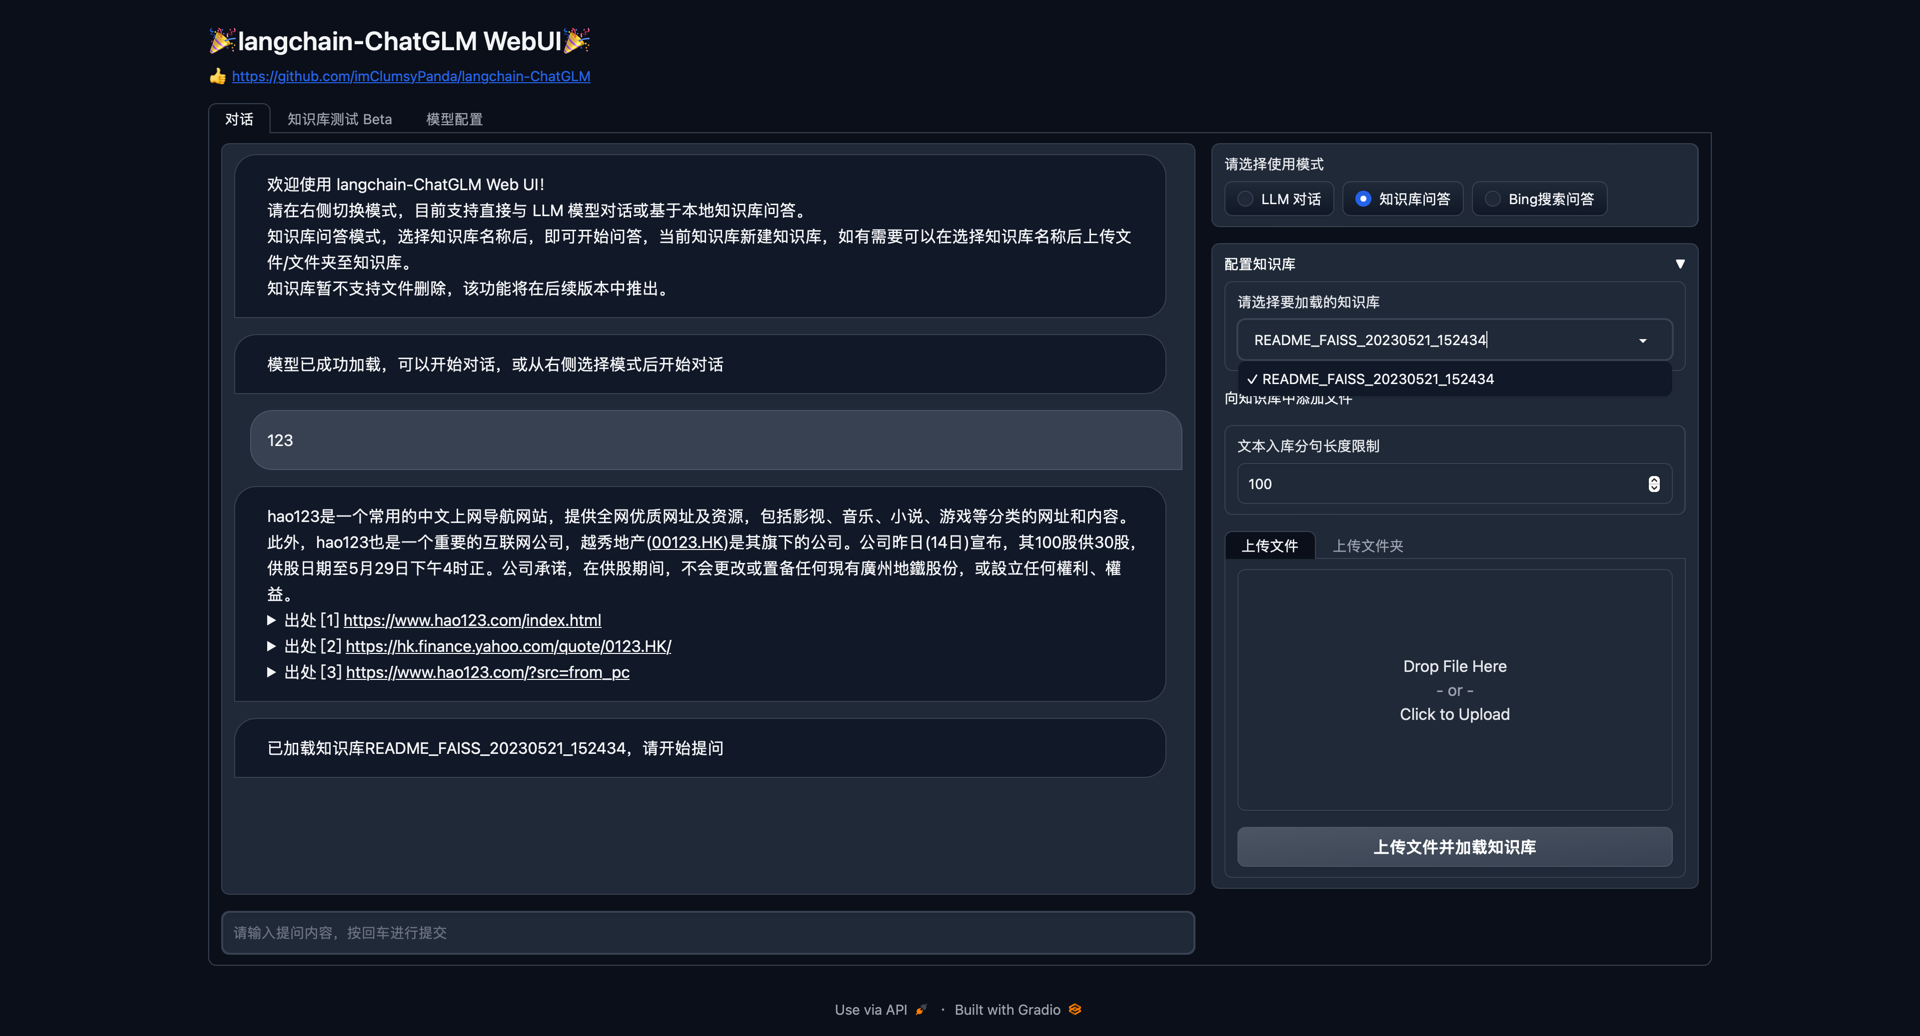 🎉langchain-ChatGLM WebUI🎉
👍 https://github.com/imClumsyPanda/langchain-ChatGLM
对话 知识库测试 Beta 模型配置
欢迎使用 langchain-ChatGLM Web UI！
请在右侧切换模式，目前支持直接与 LLM 模型对话或基于本地知识库问答。
知识库问答模式，选择知识库名称后，即可开始问答，当前知识库新建知识库，如有需要可以在选择知识库名称后上传文
件/文件夹至知识库。
知识库暂不支持文件删除，该功能将在后续版本中推出。
模型已成功加载，可以开始对话，或从右侧选择模式后开始对话
123
hao123是一个常用的中文上网导航网站，提供全网优质网址及资源，包括影视、音乐、小说、游戏等分类的网址和内容。
此外，hao123也是一个重要的互联网公司，越秀地产(00123.HK)是其旗下的公司。公司昨日(14日)宣布，其100股供30股，
供股日期至5月29日下午4时正。公司承诺，在供股期间，不会更改或置备任何現有廣州地鐵股份，或設立任何權利、權
益。
出处 [1] https://www.hao123.com/index.html
出处 [2] https://hk.finance.yahoo.com/quote/0123.HK/
出处 [3] https://www.hao123.com/?src=from_pc
已加载知识库README_FAISS_20230521_152434，请开始提问
请输入提问内容，按回车进行提交
请选择使用模式
LLM 对话 知识库问答 Bing搜索问答
配置知识库
请选择要加载的知识库
README_FAISS_20230521_152434
✓ README_FAISS_20230521_152434
向知识库中添加文件
文本入库分句长度限制
100
上传文件 上传文件夹
Drop File Here
- or -
Click to Upload
上传文件并加载知识库
Use via API · Built with Gradio